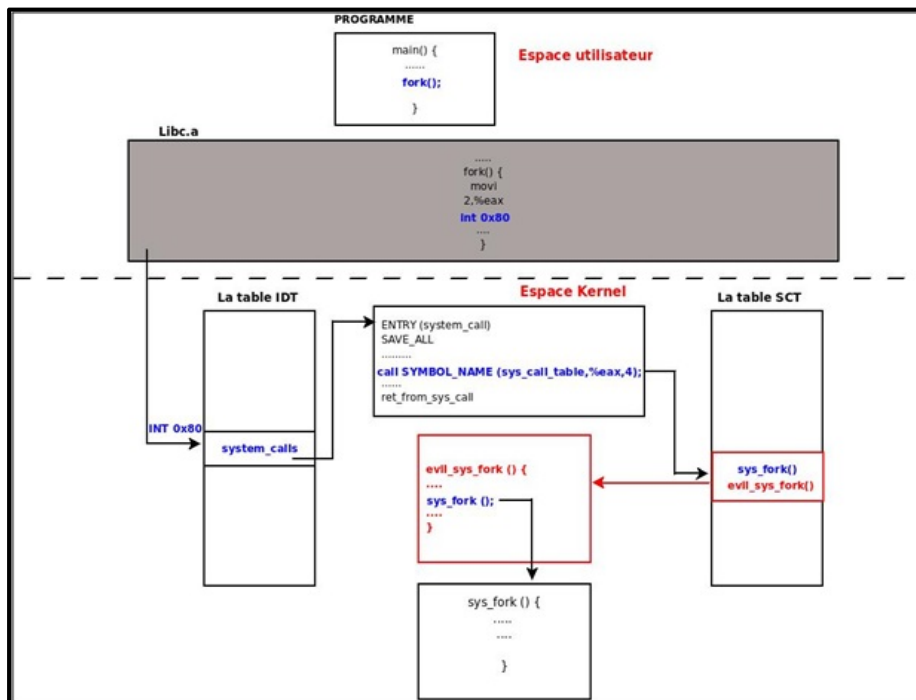 PROGRAMME
main() {
......
fork();
}
Espace utilisateur
Libc.a
.....
fork() {
movl
2,%eax
int 0x80
....
}
La table IDT
Espace Kernel
La table SCT
INT 0x80
system_calls
ENTRY (system_call)
SAVE_ALL
.........
call SYMBOL_NAME (sys_call_table,%eax,4);
......
ret_from_sys_call
sys_fork()
evil_sys_fork()
evil_sys_fork () {
....
sys_fork ();
....
}
sys_fork () {
.....
....
}